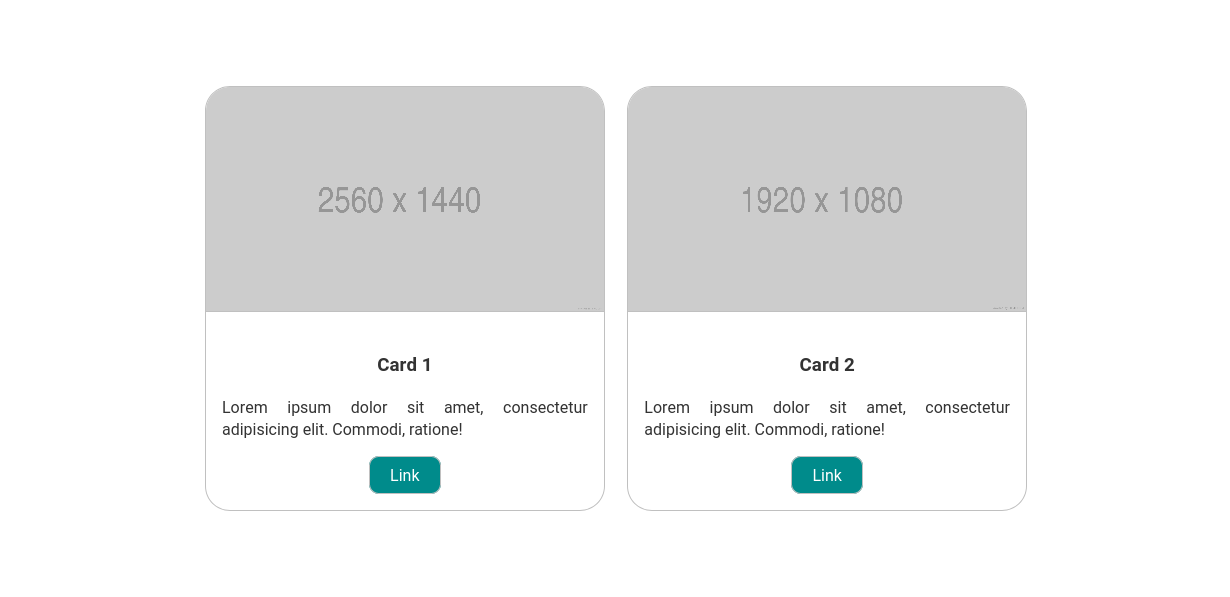 2560 x 1440
Card 1
Lorem ipsum dolor sit amet, consectetur
adipisicing elit. Commodi, ratione!
Link
1920 x 1080
Card 2
Lorem ipsum dolor sit amet, consectetur
adipisicing elit. Commodi, ratione!
Link